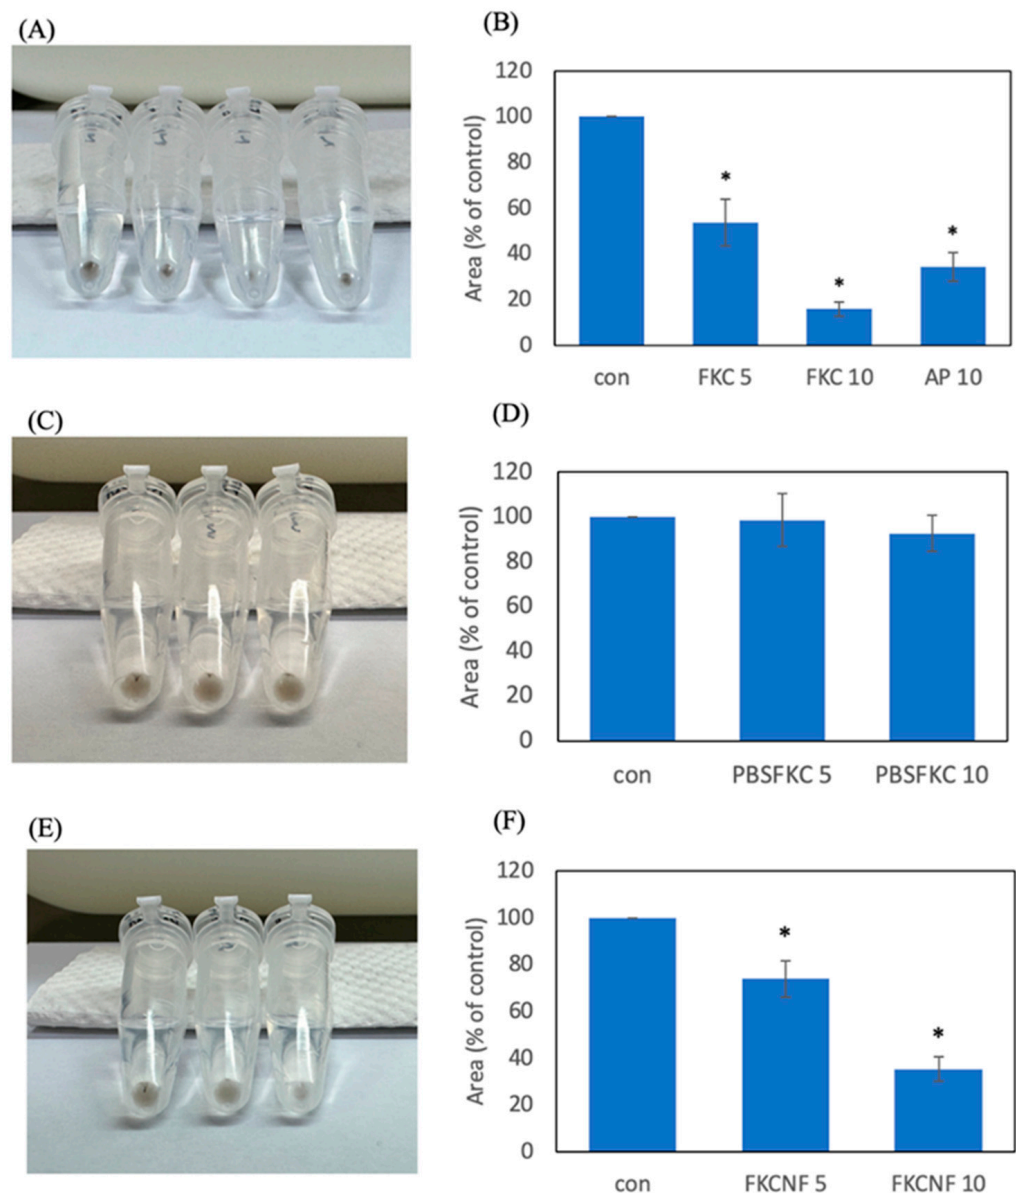 (A)
(B)
Area (% of control)
120
100
80
60
40
20
0
*
*
*
con FKC 5 FKC 10 AP 10
(C)
(D)
Area (% of control)
120
100
80
60
40
20
0
con PBSFKC 5 PBSFKC 10
(E)
(F)
Area (% of control)
120
100
80
60
40
20
0
*
*
con FKCNF 5 FKCNF 10